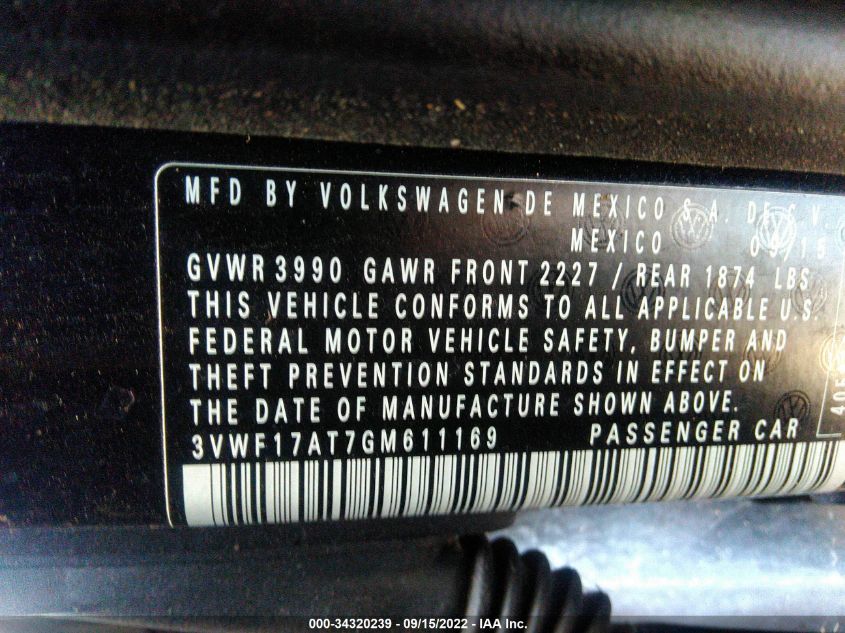 MFD BY VOLKSWAGEN DE MEXICO S.A. DE C.V.
MEXICO 09/15
GVWR 3990 GAWR FRONT 2227 / REAR 1874 LBS
THIS VEHICLE CONFORMS TO ALL APPLICABLE U.S.
FEDERAL MOTOR VEHICLE SAFETY, BUMPER AND
THEFT PREVENTION STANDARDS IN EFFECT ON
THE DATE OF MANUFACTURE SHOWN ABOVE.
3VWF17AT7GM611169 PASSENGER CAR
000-34320239 - 09/15/2022 - IAA Inc.